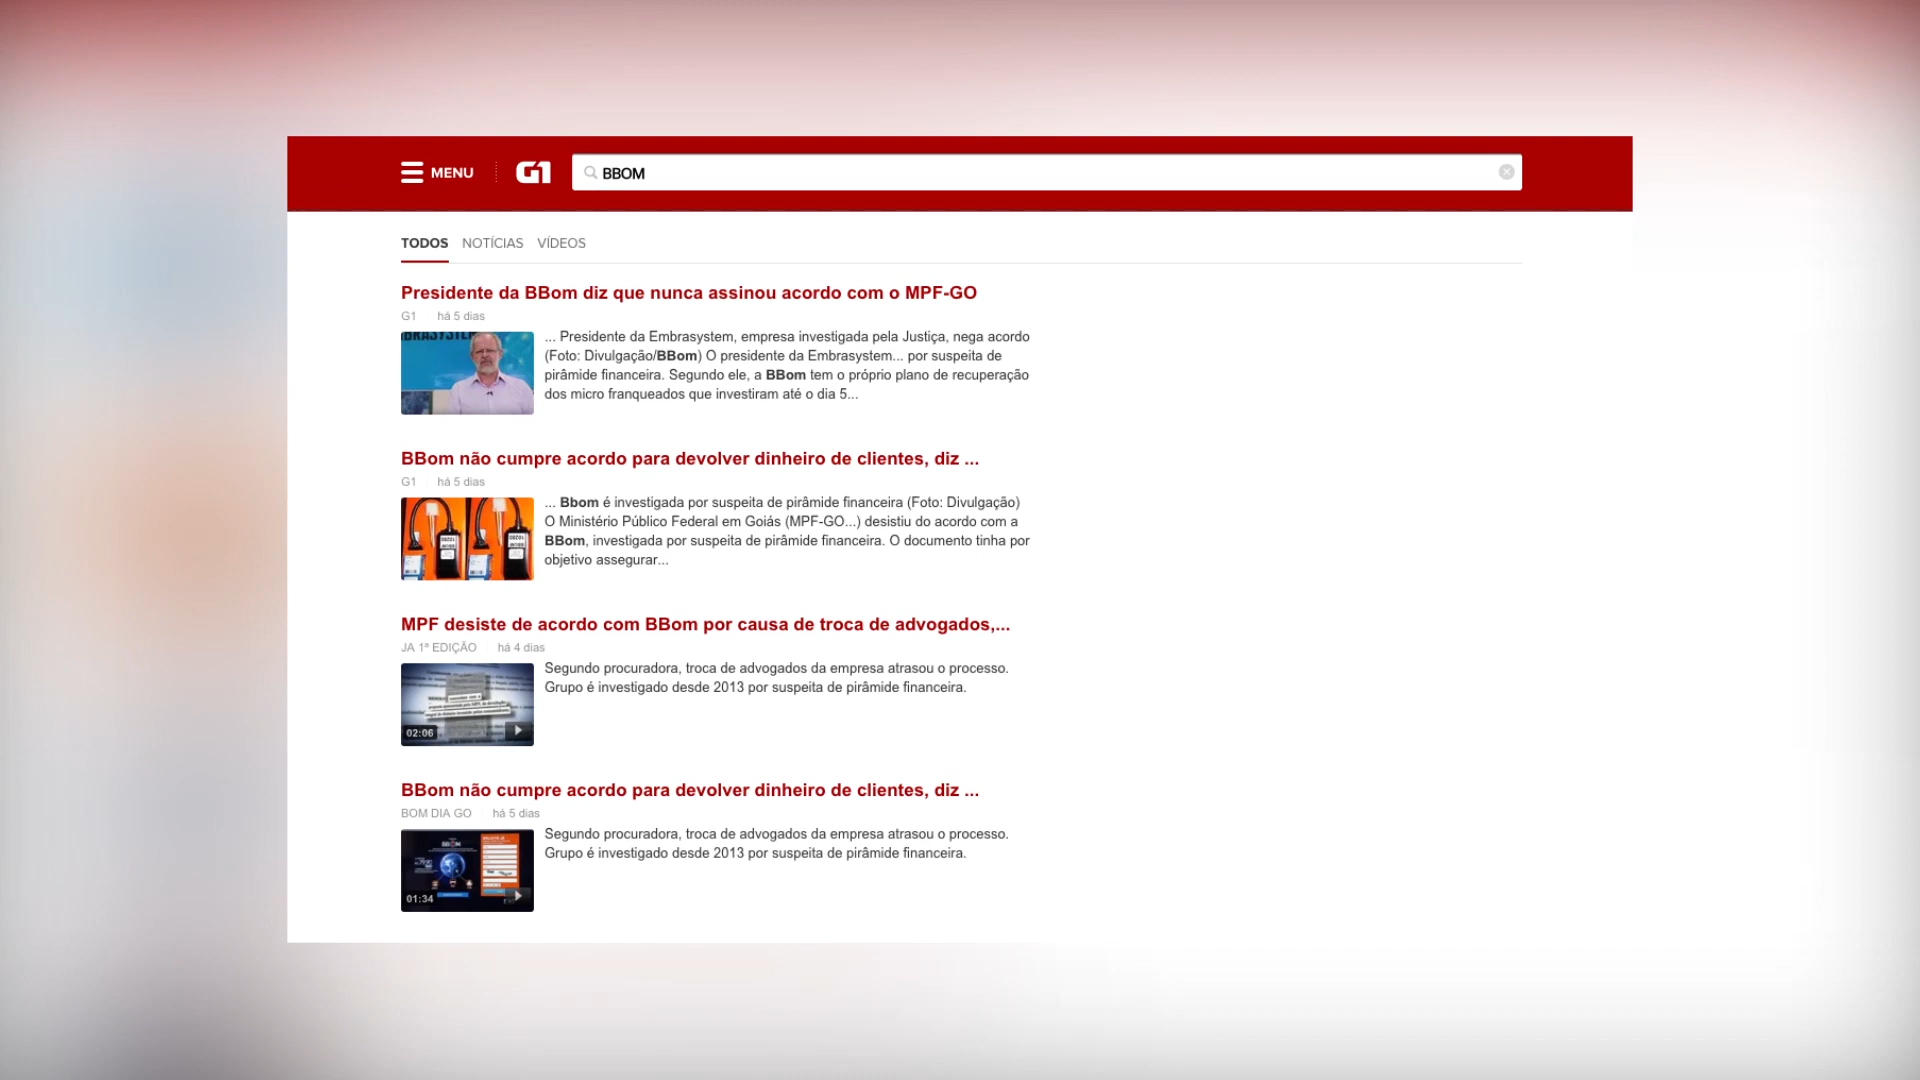 MENU
G1
BBOM
TODOS NOTÍCIAS VÍDEOS
Presidente da BBom diz que nunca assinou acordo com o MPF-GO
G1 há 5 dias
... Presidente da Embrasystem, empresa investigada pela Justiça, nega acordo
(Foto: Divulgação/BBom) O presidente da Embrasystem... por suspeita de
pirâmide financeira. Segundo ele, a BBom tem o próprio plano de recuperação
dos micro franqueados que investiram até o dia 5...
BBom não cumpre acordo para devolver dinheiro de clientes, diz ...
G1 há 5 dias
... Bbom é investigada por suspeita de pirâmide financeira (Foto: Divulgação)
O Ministério Público Federal em Goiás (MPF-GO...) desistiu do acordo com a
BBom, investigada por suspeita de pirâmide financeira. O documento tinha por
objetivo assegurar...
MPF desiste de acordo com BBom por causa de troca de advogados,...
JA 1ª EDIÇÃO há 4 dias
Segundo procuradora, troca de advogados da empresa atrasou o processo.
Grupo é investigado desde 2013 por suspeita de pirâmide financeira.
02:06
BBom não cumpre acordo para devolver dinheiro de clientes, diz ...
BOM DIA GO há 5 dias
Segundo procuradora, troca de advogados da empresa atrasou o processo.
Grupo é investigado desde 2013 por suspeita de pirâmide financeira.
BBOM
01:34